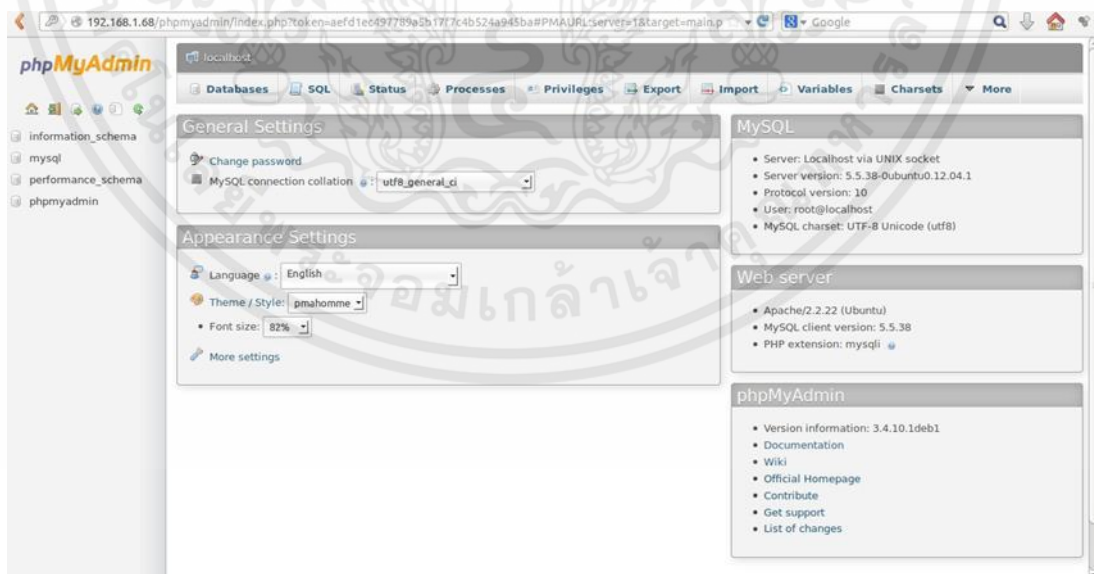 192.168.1.68/phpmyadmin/index.php?token=aefd1ec497789a5b17f7c4b524a945ba#PMAURL:server=1&target=main.p
Google
phpMyAdmin
information_schema
mysql
performance_schema
phpmyadmin
localhost
Databases SQL Status Processes Privileges Export Import Variables Charsets More
General Settings
Change password
MySQL connection collation : utf8_general_ci
Appearance Settings
Language : English
Theme / Style: pmahomme
• Font size: 82%
More settings
MySQL
• Server: Localhost via UNIX socket
• Server version: 5.5.38-0ubuntu0.12.04.1
• Protocol version: 10
• User: root@localhost
• MySQL charset: UTF-8 Unicode (utf8)
Web server
• Apache/2.2.22 (Ubuntu)
• MySQL client version: 5.5.38
• PHP extension: mysqli
phpMyAdmin
• Version information: 3.4.10.1deb1
• Documentation
• Wiki
• Official Homepage
• Contribute
• Get support
• List of changes